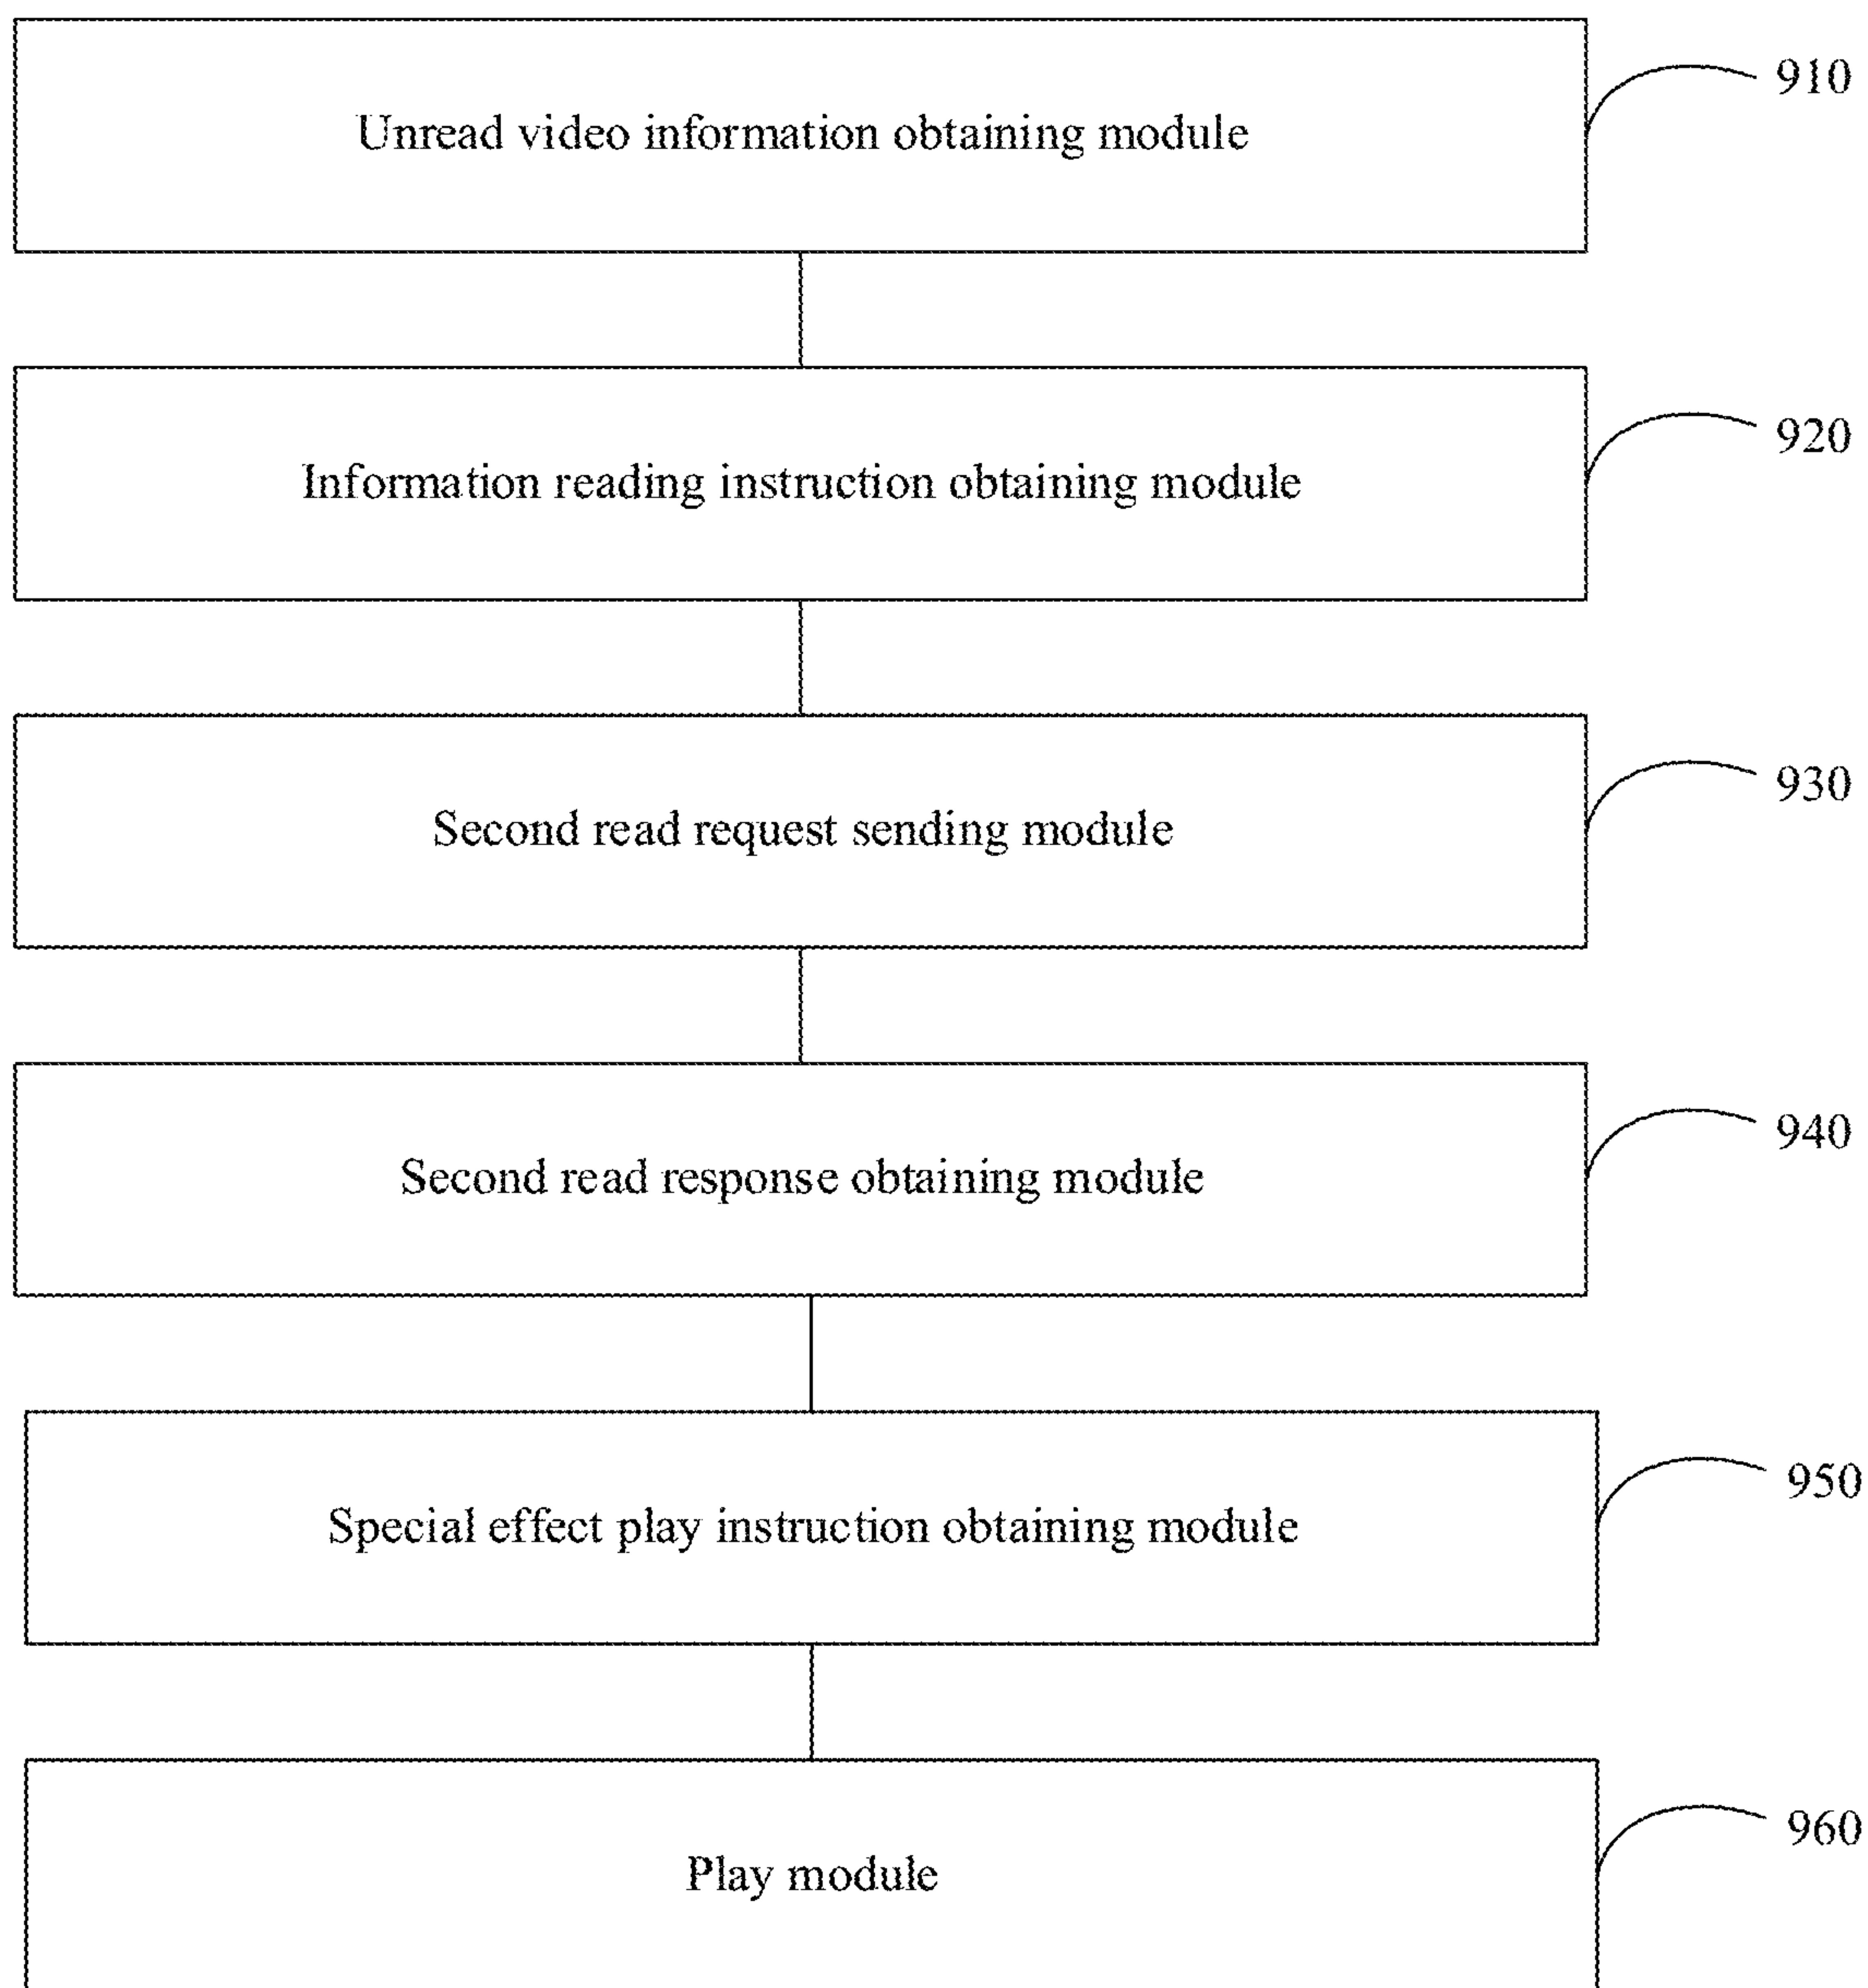 Unread video information obtaining module
910
Information reading instruction obtaining module
920
Second read request sending module
930
Second read response obtaining module
940
Special effect play instruction obtaining module
950
Play module
960